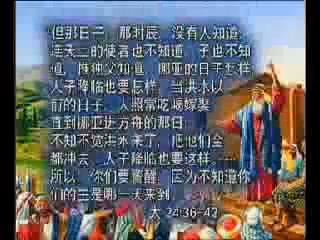 但那日子，那时辰，没有人知道，
连天上的使者也不知道，子也不知
道，惟独父知道。挪亚的日子怎样，
人子降临也要怎样。当洪水以
前的日子，人照常吃喝嫁娶，
直到挪亚进方舟的那日，
不知不觉洪水来了，把他们全
都冲去，人子降临也要这样……
所以，你们要警醒，因为不知道你
们的主是哪一天来到。
太 24:36-42